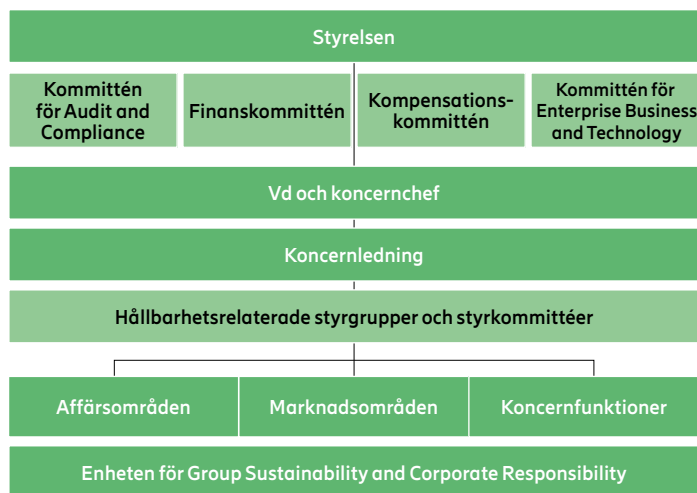 Styrelsen
Kommittén
för Audit and
Compliance
Finanskommittén
Kompensations-
kommittén
Kommittén för
Enterprise Business
and Technology
Vd och koncernchef
Koncernledning
Hållbarhetsrelaterade styrgrupper och styrkommittéer
Affärsområden
Marknadsområden
Koncernfunktioner
Enheten för Group Sustainability and Corporate Responsibility